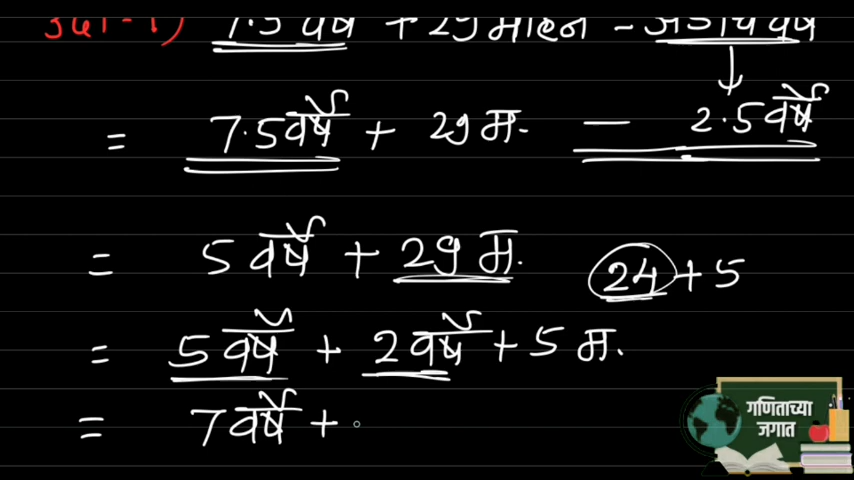 7.5 वर्षे + 29 म. - 2.5 वर्षे
= 5 वर्षे + 29 म. 24 + 5
= 5 वर्षे + 2 वर्षे + 5 म.
= 7 वर्षे +
गणिताच्या
जगात